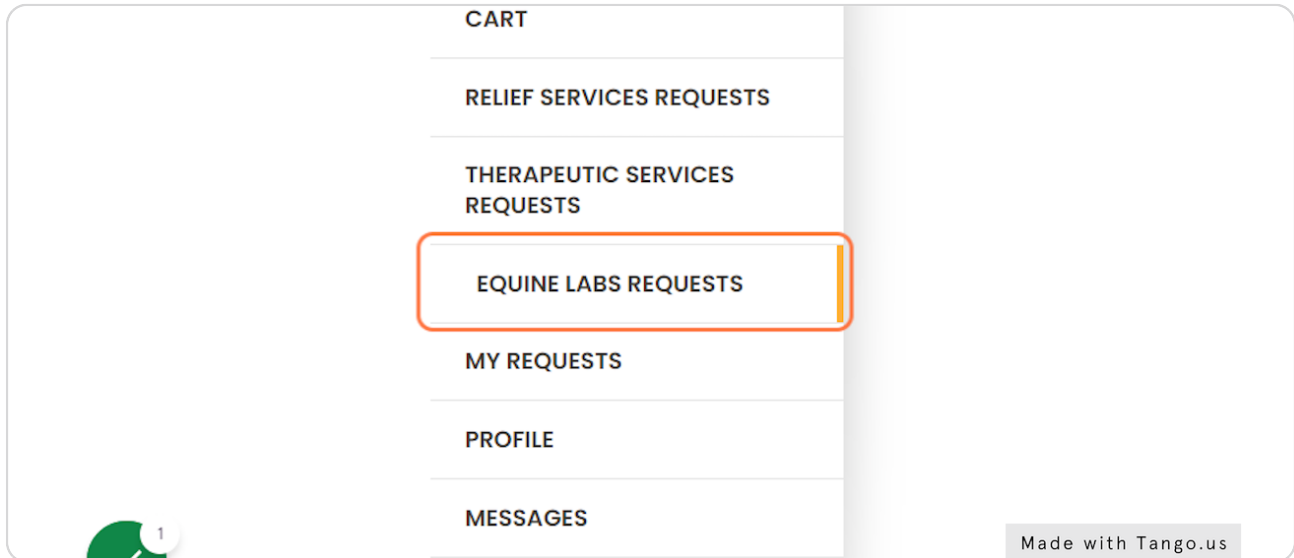 CART
RELIEF SERVICES REQUESTS
THERAPEUTIC SERVICES
REQUESTS
EQUINE LABS REQUESTS
MY REQUESTS
PROFILE
MESSAGES
1
Made with Tango.us